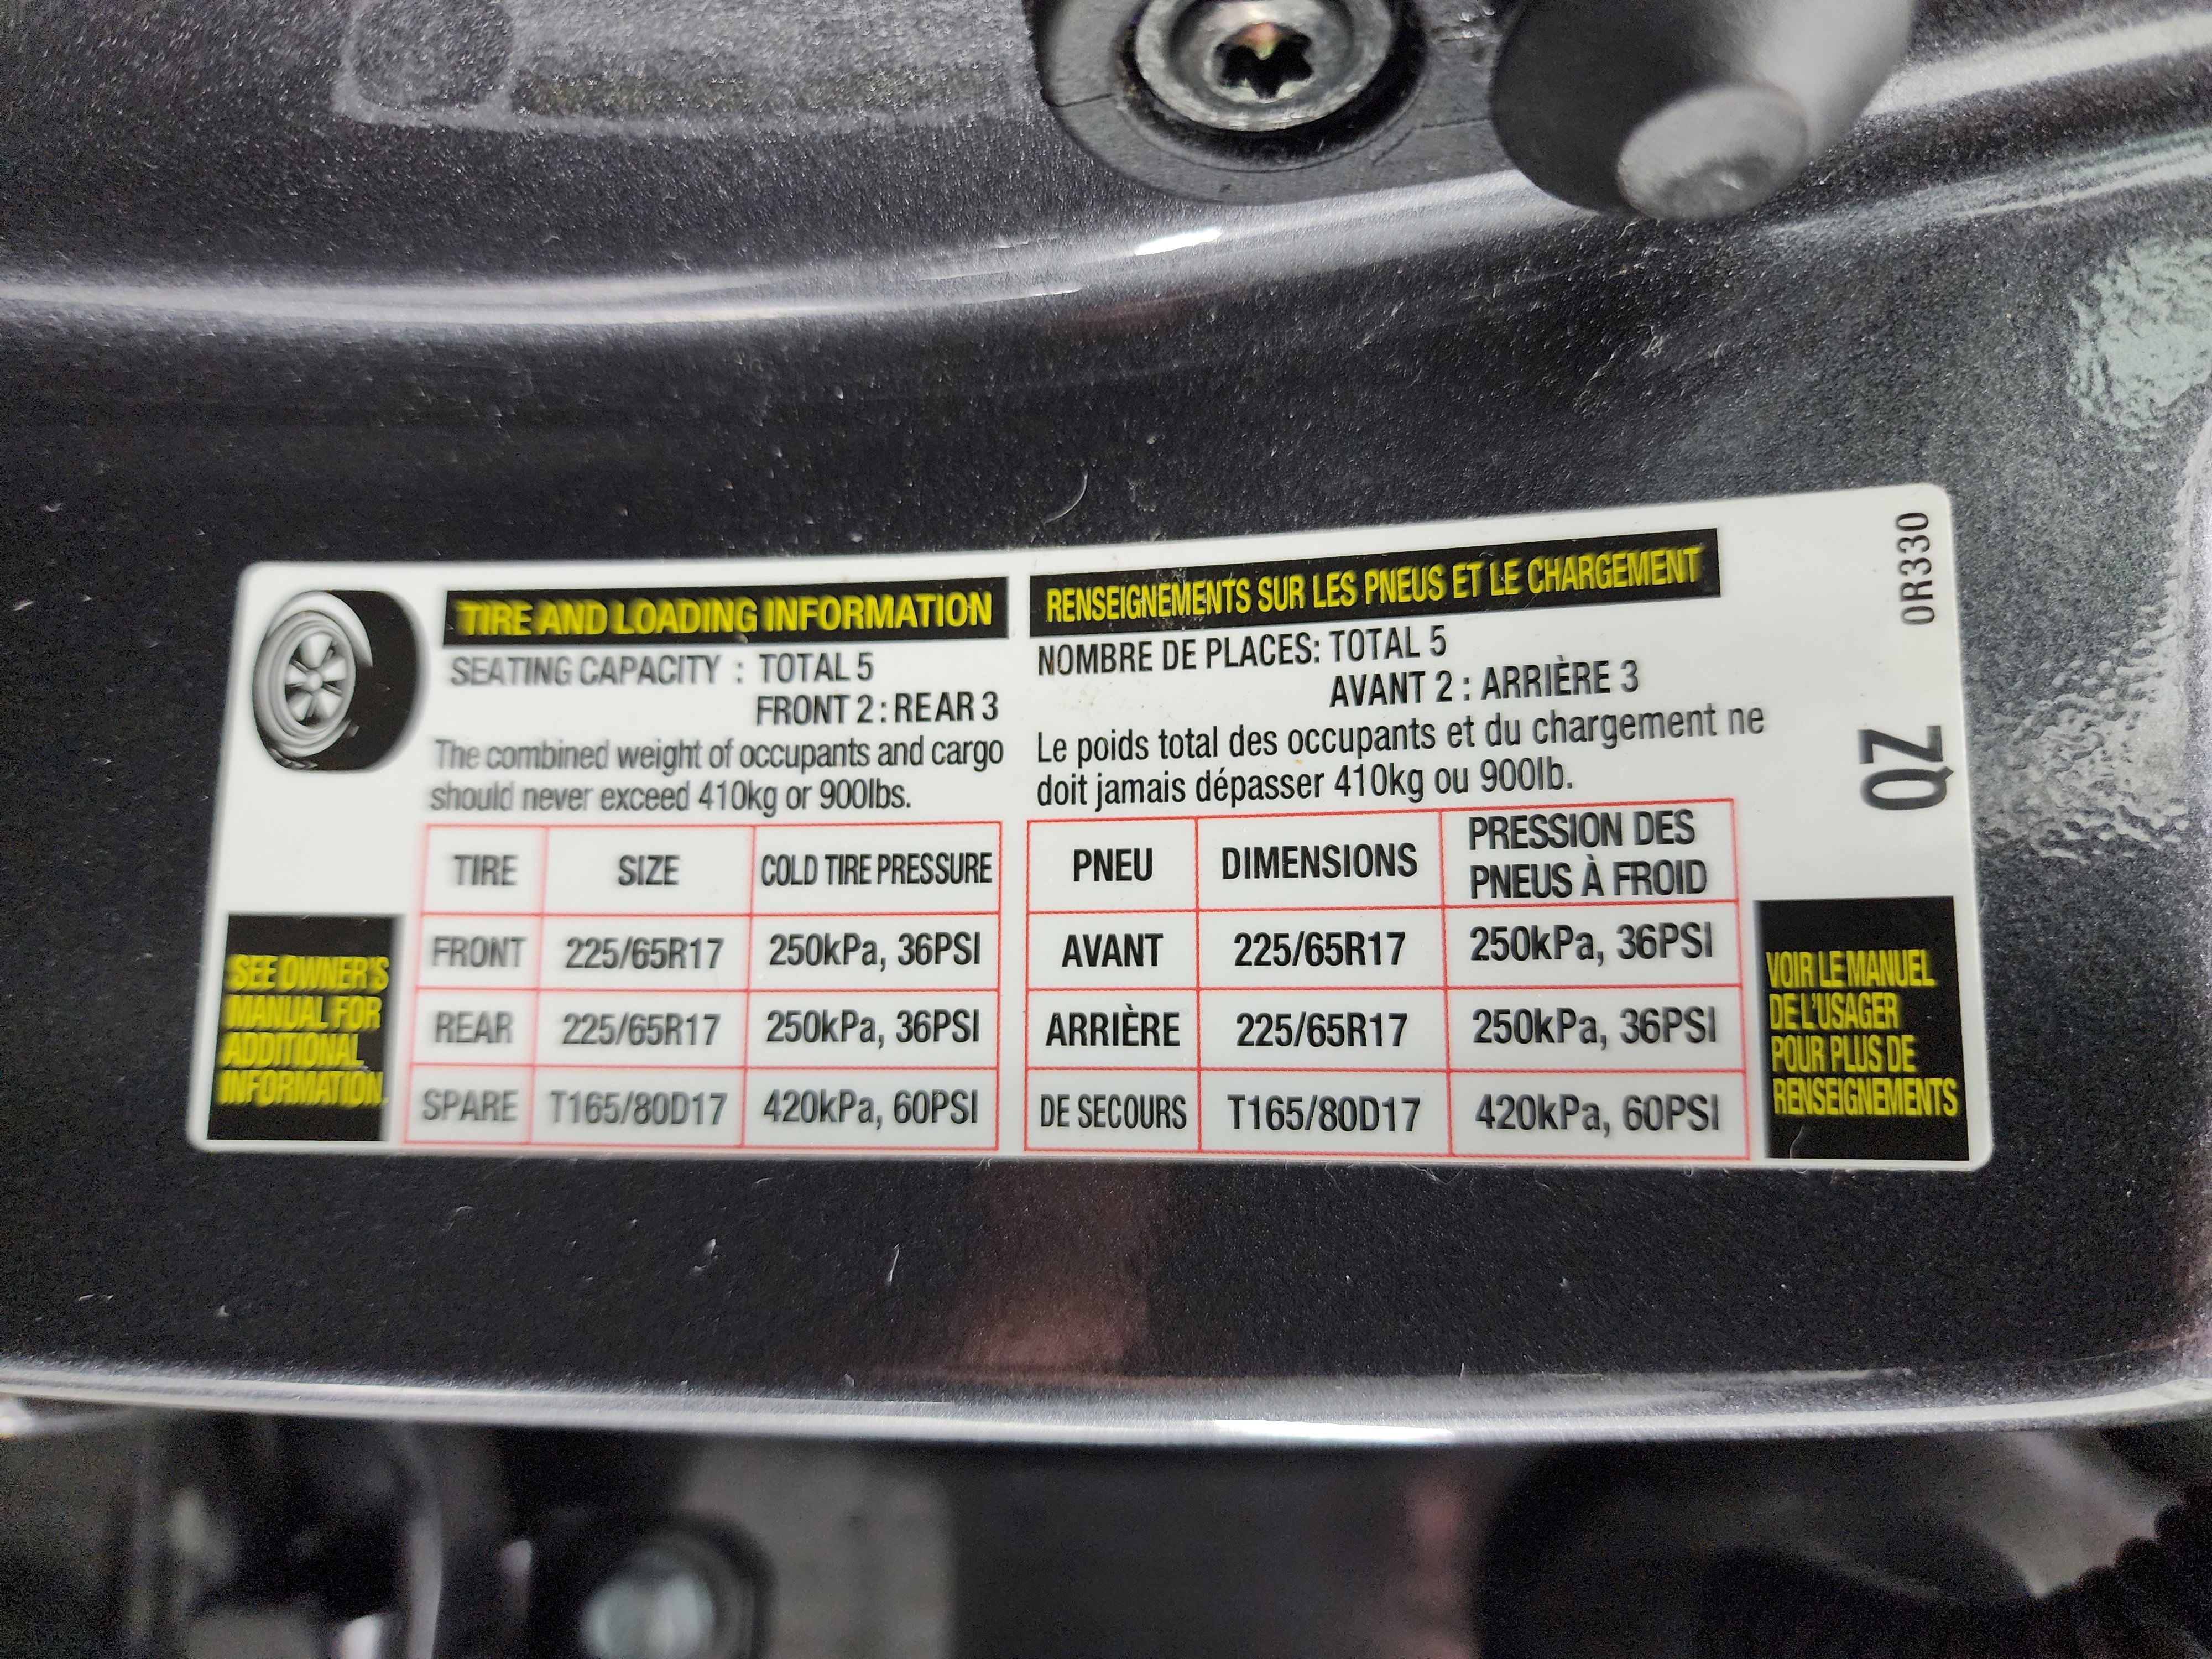 TIRE AND LOADING INFORMATION
SEATING CAPACITY : TOTAL 5
FRONT 2 : REAR 3
The combined weight of occupants and cargo
should never exceed 410kg or 900lbs.
TIRE SIZE COLD TIRE PRESSURE
FRONT 225/65R17 250kPa, 36PSI
REAR 225/65R17 250kPa, 36PSI
SPARE T165/80D17 420kPa, 60PSI
SEE OWNER'S
MANUAL FOR
ADDITIONAL
INFORMATION.
RENSEIGNEMENTS SUR LES PNEUS ET LE CHARGEMENT
NOMBRE DE PLACES: TOTAL 5
AVANT 2 : ARRIÈRE 3
Le poids total des occupants et du chargement ne
doit jamais dépasser 410kg ou 900lb.
PNEU DIMENSIONS PRESSION DES
PNEUS À FROID
AVANT 225/65R17 250kPa, 36PSI
ARRIÈRE 225/65R17 250kPa, 36PSI
DE SECOURS T165/80D17 420kPa, 60PSI
VOIR LE MANUEL
DE L'USAGER
POUR PLUS DE
RENSEIGNEMENTS
0R330
QZ